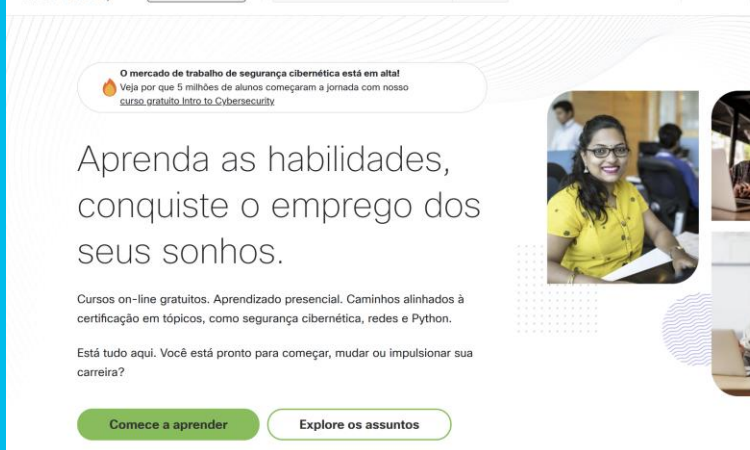 O mercado de trabalho de segurança cibernética está em alta!
Veja por que 5 milhões de alunos começaram a jornada com nosso
curso gratuito Intro to Cybersecurity
Aprenda as habilidades,
conquiste o emprego dos
seus sonhos.
Cursos on-line gratuitos. Aprendizado presencial. Caminhos alinhados à
certificação em tópicos, como segurança cibernética, redes e Python.
Está tudo aqui. Você está pronto para começar, mudar ou impulsionar sua
carreira?
Comece a aprender
Explore os assuntos